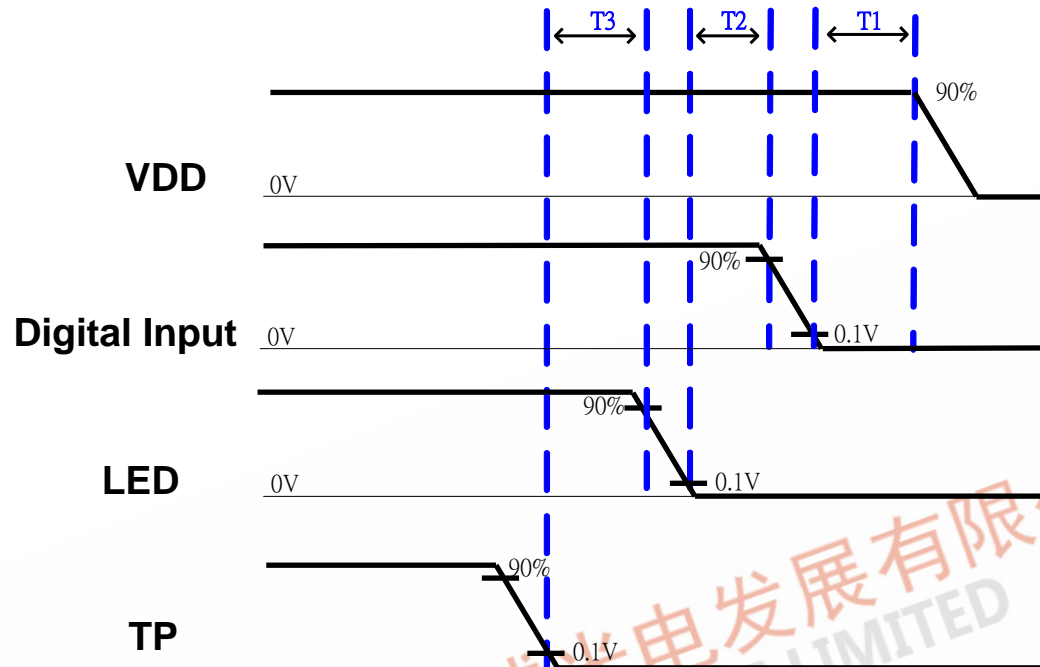 T3 T2 T1
90%
VDD
0V
90%
Digital Input
0V
0.1V
90%
LED
0V
0.1V
90%
TP
0.1V
光电发展有限
LIMITED